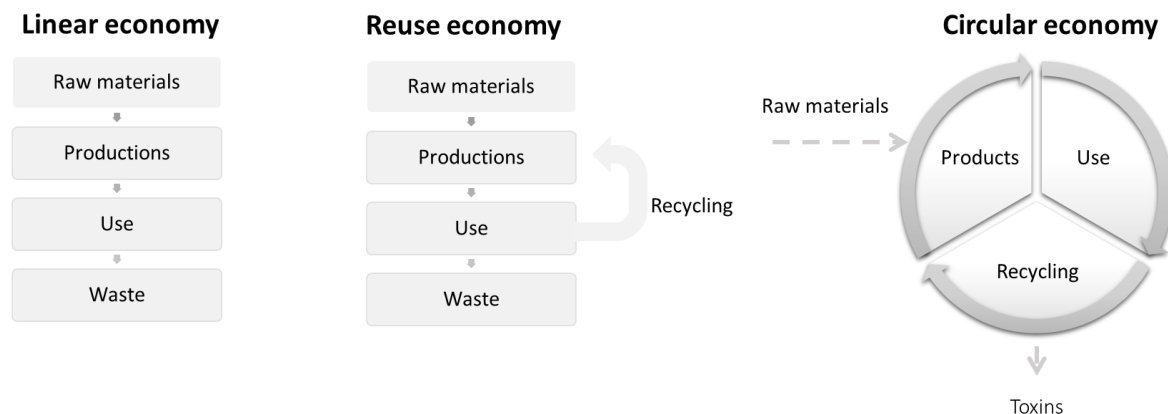 Linear economy
Raw materials
Productions
Use
Waste
Reuse economy
Raw materials
Productions
Use
Waste
Recycling
Circular economy
Raw materials
Products
Use
Recycling
Toxins